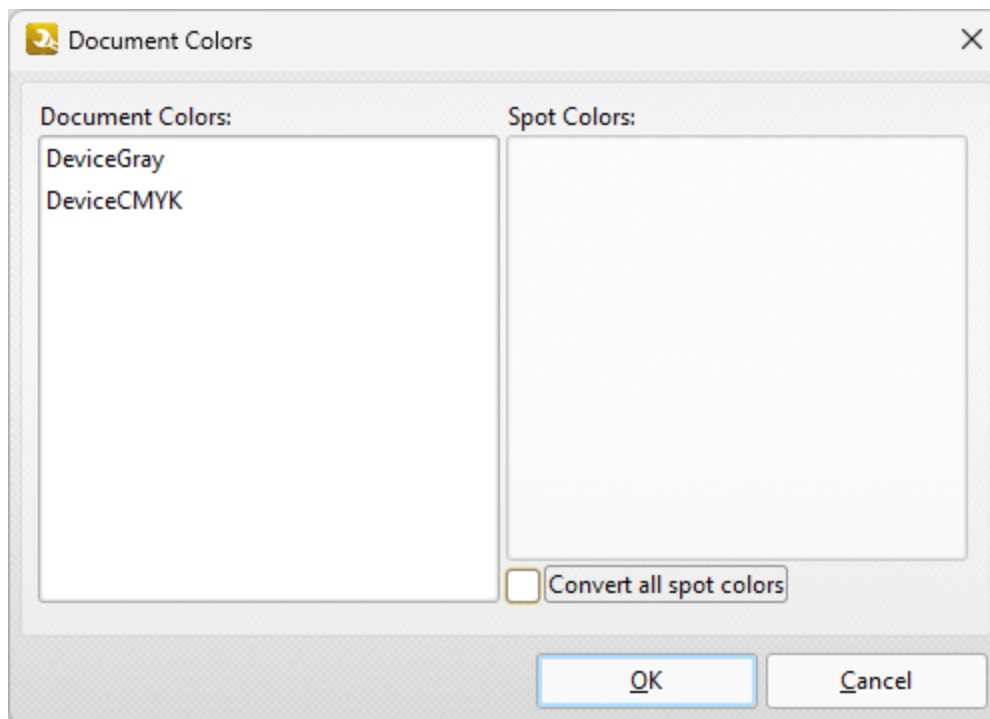 Document Colors
Document Colors:
DeviceGray
DeviceCMYK
Spot Colors:
Convert all spot colors
OK
Cancel